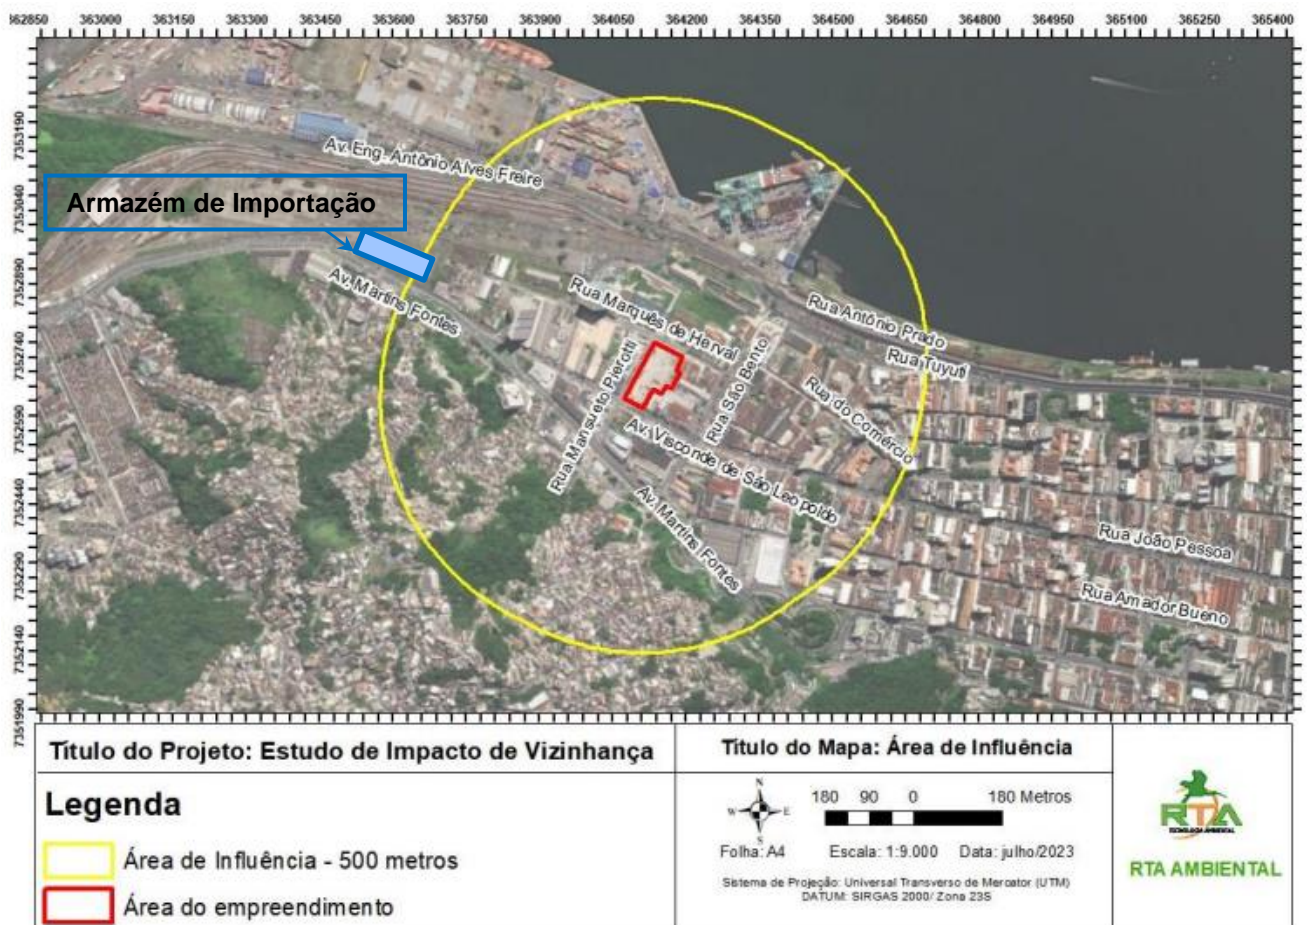 362850 363000 363150 363300 363450 363600 363750 363900 364050 364200 364350 364500 364650 364800 364950 365100 365250 365400
7353190
7353040
7352890
7352740
7352590
7352440
7352290
7352140
7351990
Av. Eng. Antônio Alves Freire
Armazém de Importação
Av. Martins Fontes
Rua Marquês de Herval
Rua Antônio Prado
Rua Tuyuti
Rua Mansueto Pierotti
Rua São Bento
Rua do Comércio
Av. Visconde de São Leopoldo
Av. Martins Fontes
Rua João Pessoa
Rua Amador Bueno
Título do Projeto: Estudo de Impacto de Vizinhança
Legenda
Área de Influência - 500 metros
Área do empreendimento
Título do Mapa: Área de Influência
N
W E
S
180 90 0 180 Metros
Folha: A4 Escala: 1:9.000 Data: julho/2023
Sistema de Projeção: Universal Transverso de Mercator (UTM)
DATUM: SIRGAS 2000/ Zona 23S
RTA
TECNOLOGIA AMBIENTAL
RTA AMBIENTAL